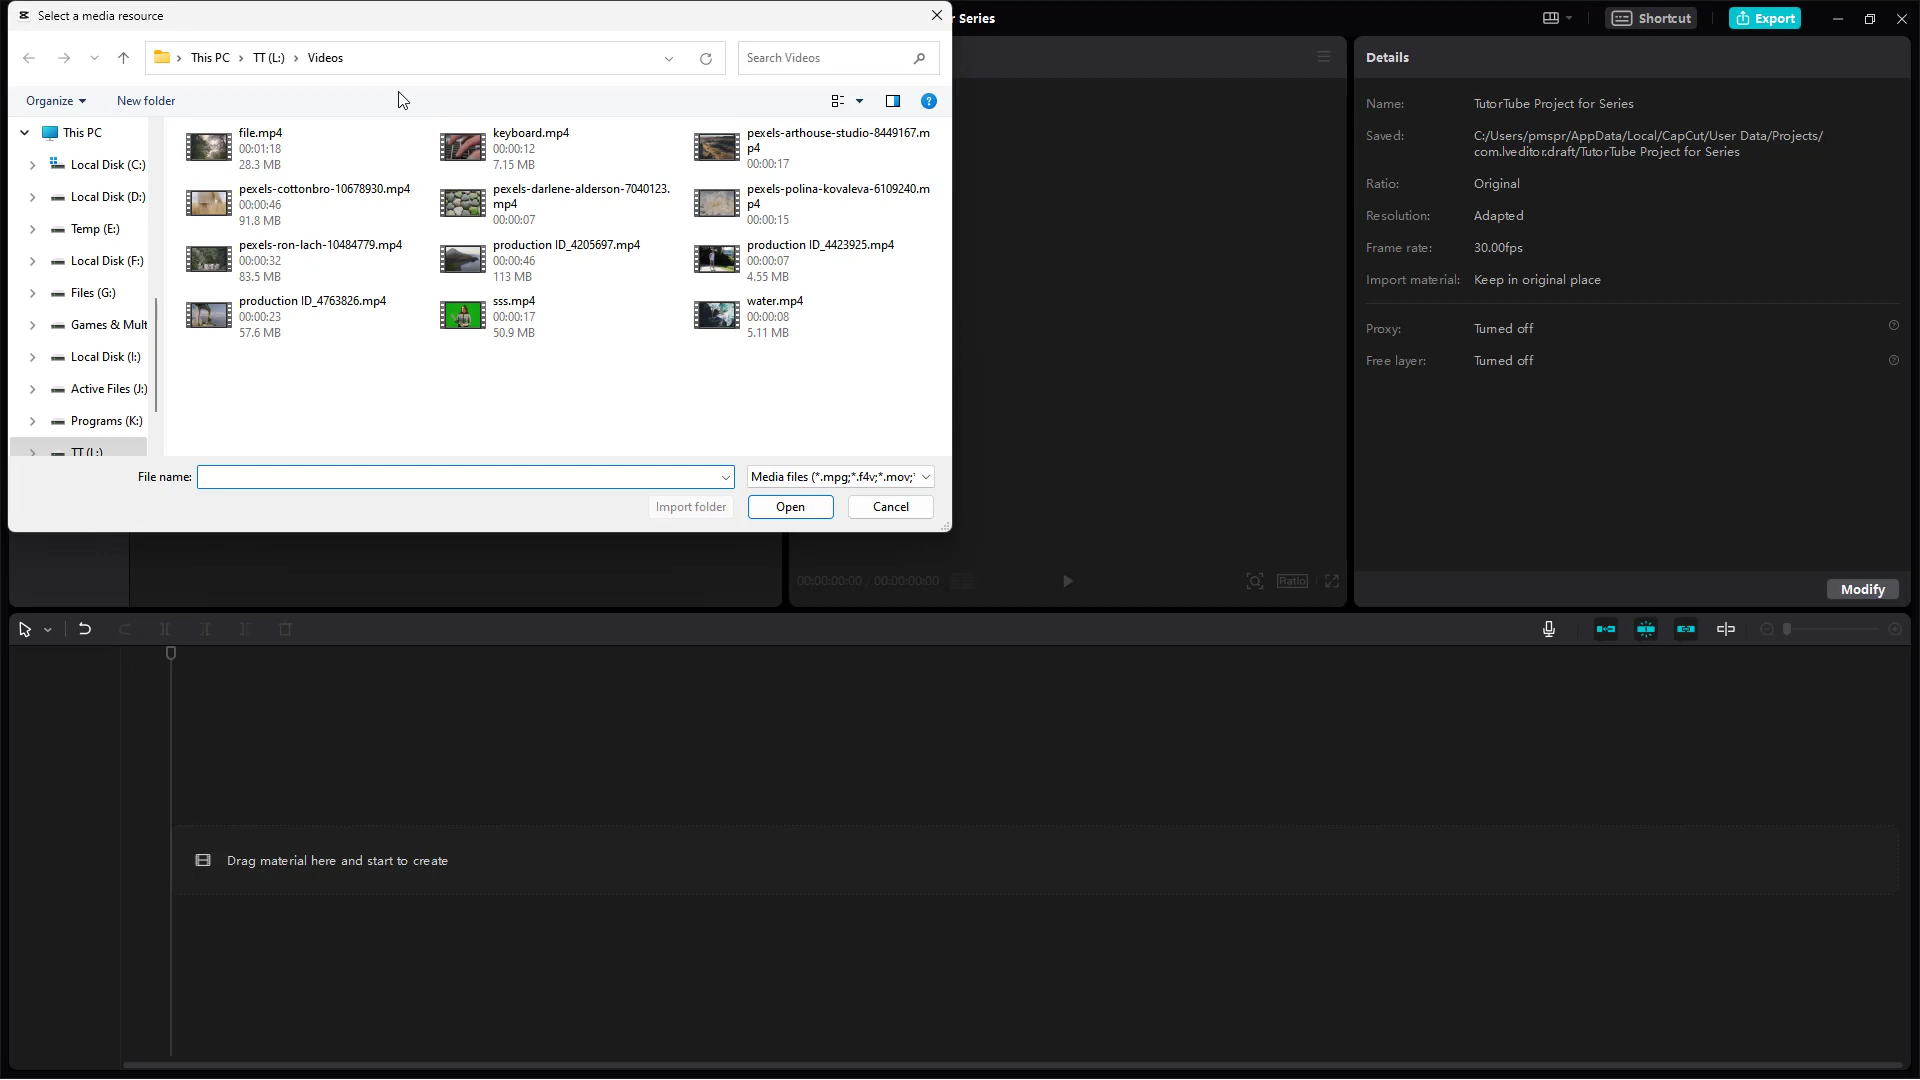 Select a media resource
r Series
Shortcut
Export
This PC
TT (L:)
Videos
Search Videos
Organize
New folder
This PC
Local Disk (C:)
Local Disk (D:)
Temp (E:)
Local Disk (F:)
Files (G:)
Games & Mult
Local Disk (I:)
Active Files (J:)
Programs (K:)
TT (L:)
file.mp4
00:01:18
28.3 MB
keyboard.mp4
00:00:12
7.15 MB
pexels-arthouse-studio-8449167.m
p4
00:00:17
pexels-cottonbro-10678930.mp4
00:00:46
91.8 MB
pexels-darlene-alderson-7040123.
mp4
00:00:07
pexels-polina-kovaleva-6109240.m
p4
00:00:15
pexels-ron-lach-10484779.mp4
00:00:32
83.5 MB
production ID_4205697.mp4
00:00:46
113 MB
production ID_4423925.mp4
00:00:07
4.55 MB
production ID_4763826.mp4
00:00:23
57.6 MB
sss.mp4
00:00:17
50.9 MB
water.mp4
00:00:08
5.11 MB
File name:
Media files (*.mpg;*.f4v;*.mov;*
Import folder
Open
Cancel
Details
Name: TutorTube Project for Series
Saved: C:/Users/pmspr/AppData/Local/CapCut/User Data/Projects/
com.lveditor.draft/TutorTube Project for Series
Ratio: Original
Resolution: Adapted
Frame rate: 30.00fps
Import material: Keep in original place
Proxy: Turned off
Free layer: Turned off
Modify
00:00:00:00 / 00:00:00:00
Ratio
Drag material here and start to create